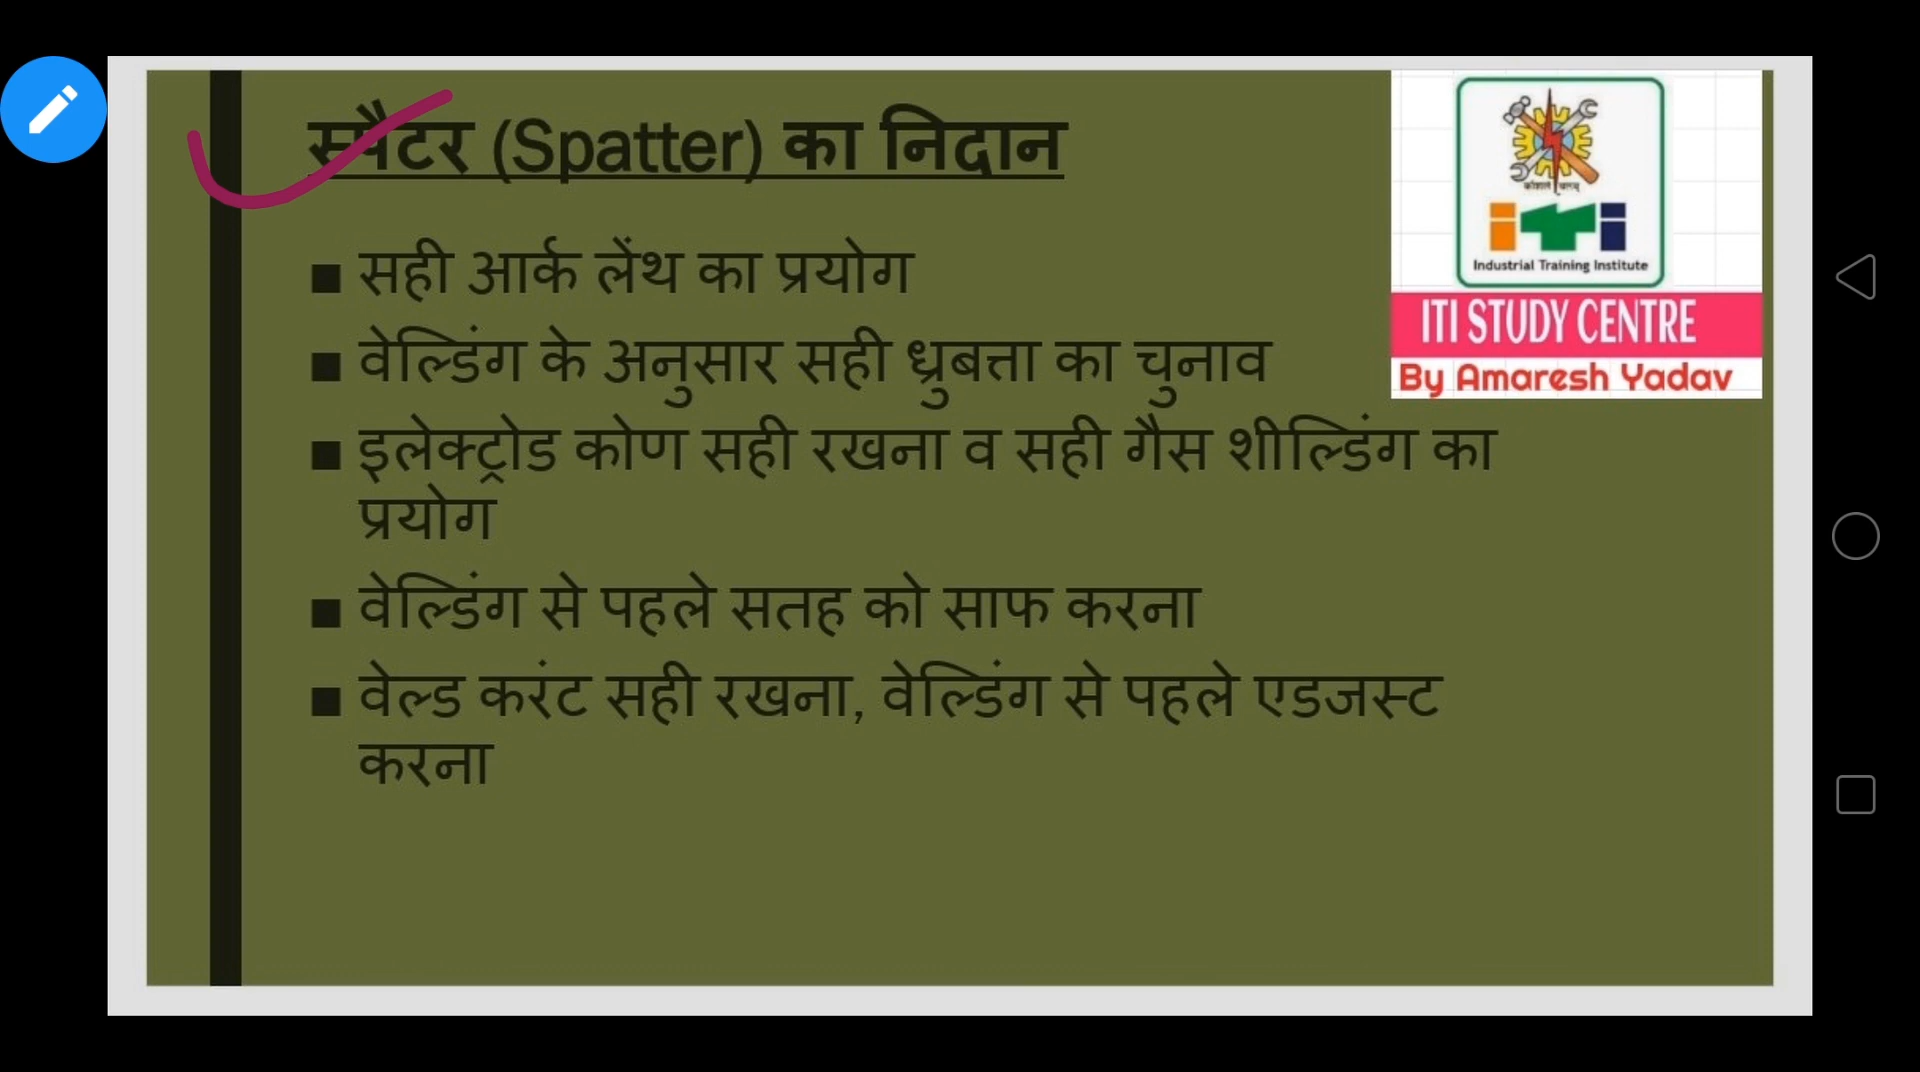 स्पैटर (Spatter) का निदान
■ सही आर्क लेंथ का प्रयोग
■ वेल्डिंग के अनुसार सही ध्रुबत्ता का चुनाव
■ इलेक्ट्रोड कोण सही रखना व सही गैस शील्डिंग का
प्रयोग
■ वेल्डिंग से पहले सतह को साफ करना
■ वेल्ड करंट सही रखना, वेल्डिंग से पहले एडजस्ट
करना
iTi
Industrial Training Institute
ITI STUDY CENTRE
By Amaresh Yadav